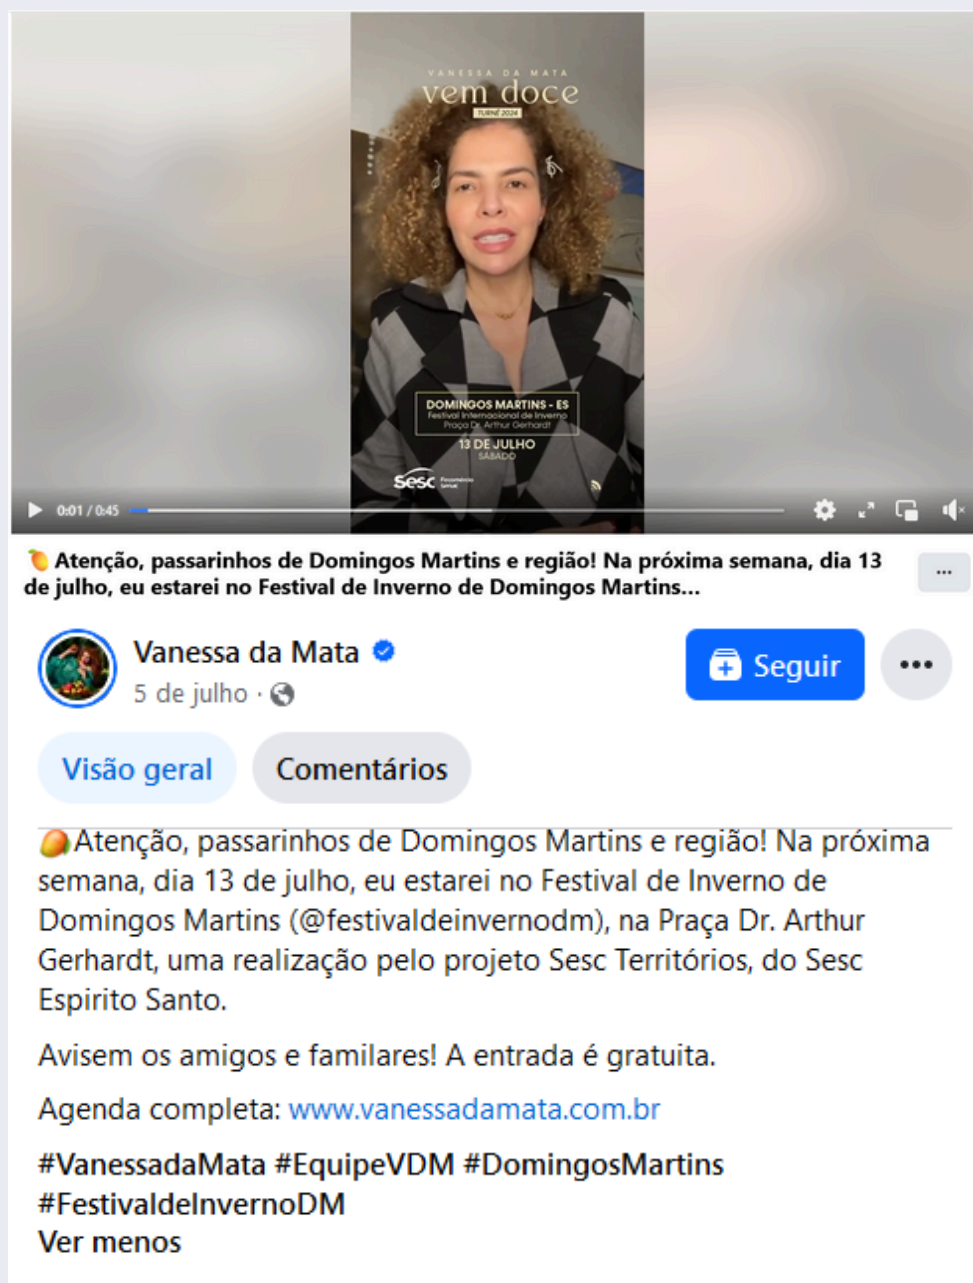 VANESSA DA MATA
vem doce
TURNÊ 2024
DOMINGOS MARTINS - ES
Festival Internacional de Inverno
Praça Dr. Arthur Gerhardt
13 DE JULHO
SÁBADO
Sesc Fecomércio
Senac
0:01 / 0:45
Atenção, passarinhos de Domingos Martins e região! Na próxima semana, dia 13
de julho, eu estarei no Festival de Inverno de Domingos Martins...
Vanessa da Mata
5 de julho ·
Seguir
Visão geral
Comentários
Atenção, passarinhos de Domingos Martins e região! Na próxima
semana, dia 13 de julho, eu estarei no Festival de Inverno de
Domingos Martins (@festivaldeinvernodm), na Praça Dr. Arthur
Gerhardt, uma realização pelo projeto Sesc Territórios, do Sesc
Espirito Santo.
Avisem os amigos e familares! A entrada é gratuita.
Agenda completa: www.vanessadamata.com.br
#VanessadaMata #EquipeVDM #DomingosMartins
#FestivaldeInvernoDM
Ver menos